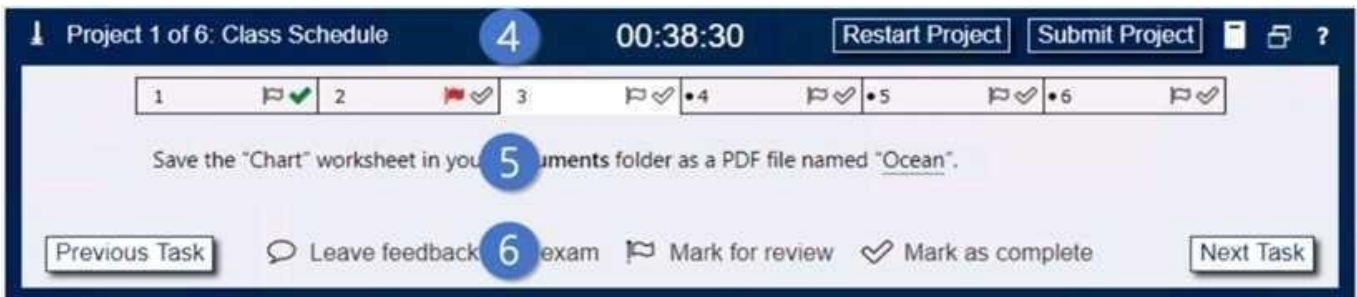 Project 1 of 6: Class Schedule 4 00:38:30 Restart Project Submit Project ?
1 2 3 •4 •5 •6
Save the "Chart" worksheet in you 5 uments folder as a PDF file named "Ocean".
Previous Task Leave feedback 6 exam Mark for review Mark as complete Next Task